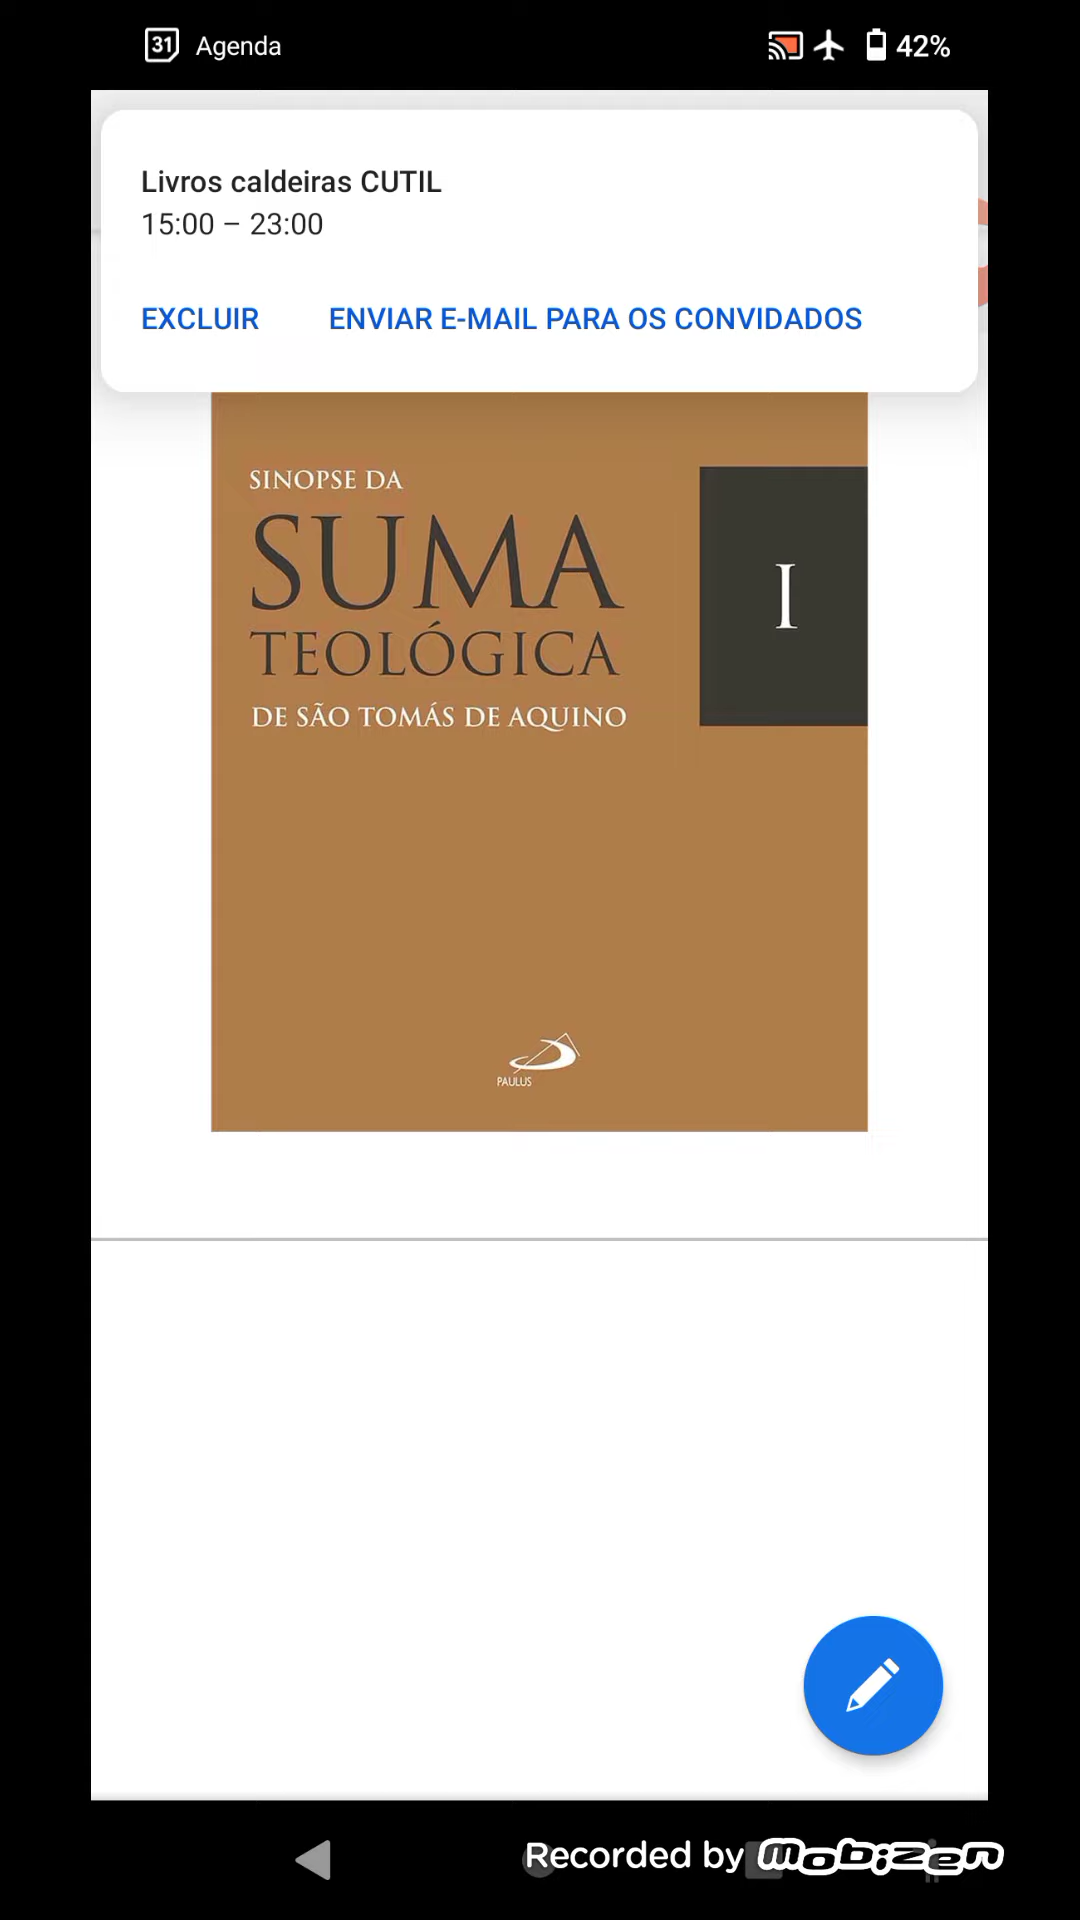 31 Agenda 42%
Livros caldeiras CUTIL
15:00 – 23:00
EXCLUIR ENVIAR E-MAIL PARA OS CONVIDADOS
SINOPSE DA
SUMA
TEOLÓGICA
I
DE SÃO TOMÁS DE AQUINO
PAULUS
Recorded by mobizen